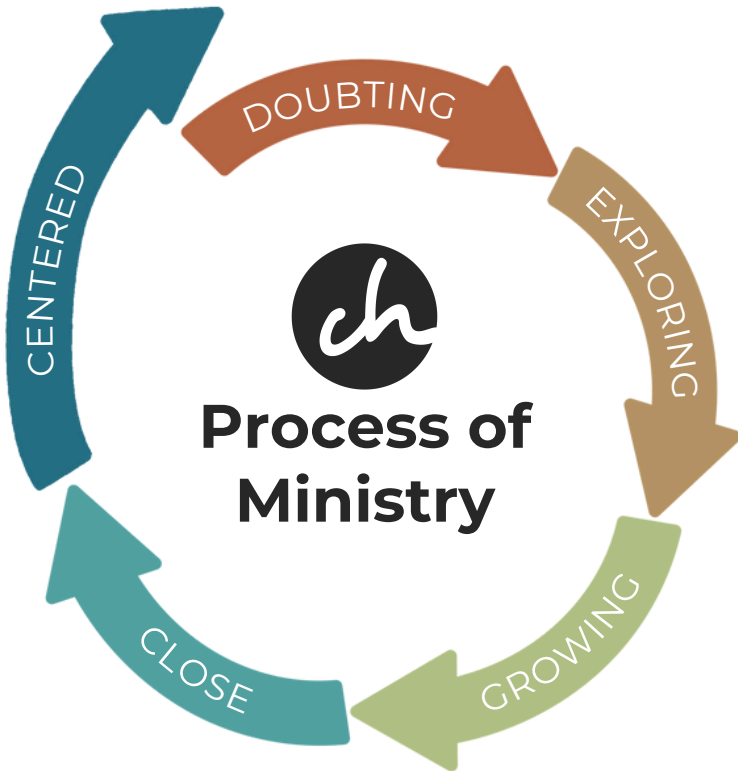 DOUBTING
EXPLORING
GROWING
CLOSE
CENTERED
ch
Process of
Ministry